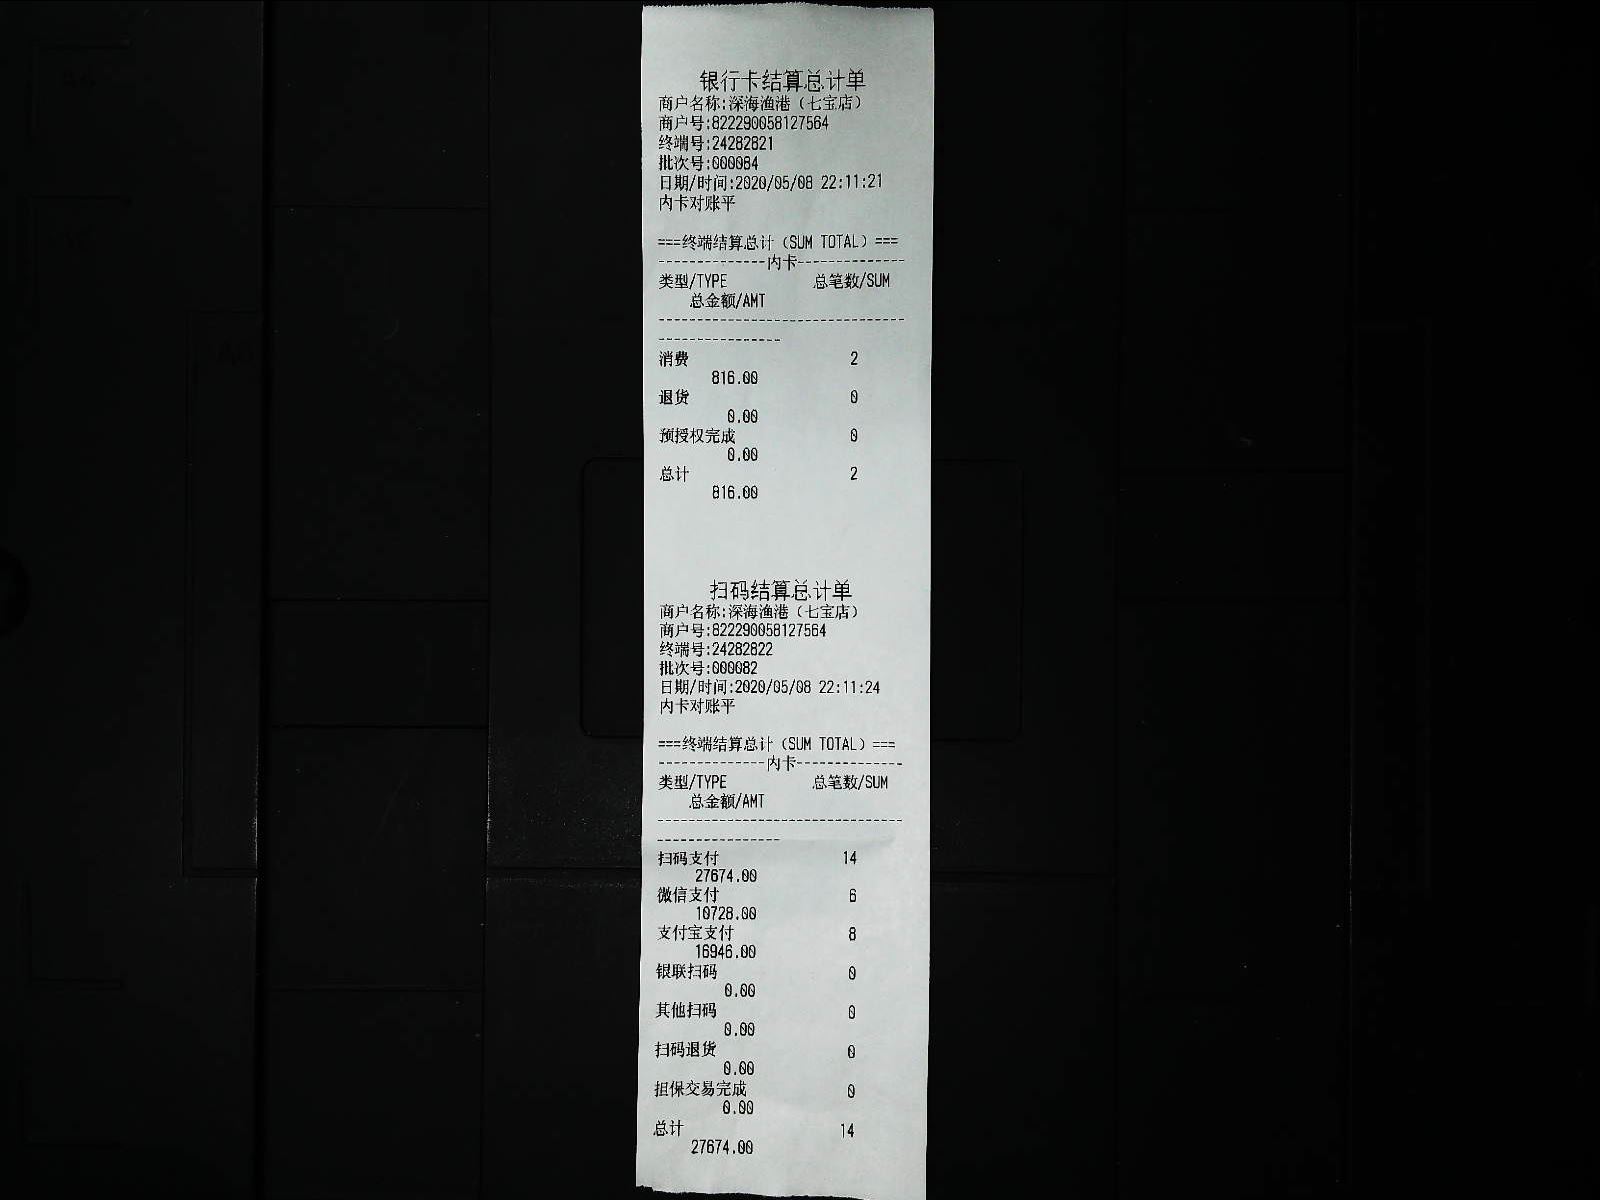 银行卡结算总计单
商户名称:深海渔港（七宝店）
商户号:822290058127564
终端号:24282821
批次号:000084
日期/时间:2020/05/08 22:11:21
内卡对账平
===终端结算总计（SUM TOTAL）===
--------------内卡--------------
类型/TYPE 总笔数/SUM
总金额/AMT
--------------------------------
----------------
消费 2
816.00
退货 0
0.00
预授权完成 0
0.00
总计 2
816.00
扫码结算总计单
商户名称:深海渔港（七宝店）
商户号:822290058127564
终端号:24282822
批次号:000082
日期/时间:2020/05/08 22:11:24
内卡对账平
===终端结算总计（SUM TOTAL）===
--------------内卡--------------
类型/TYPE 总笔数/SUM
总金额/AMT
--------------------------------
----------------
扫码支付 14
27674.00
微信支付 6
10728.00
支付宝支付 8
16946.00
银联扫码 0
0.00
其他扫码 0
0.00
扫码退货 0
0.00
担保交易完成 0
0.00
总计 14
27674.00